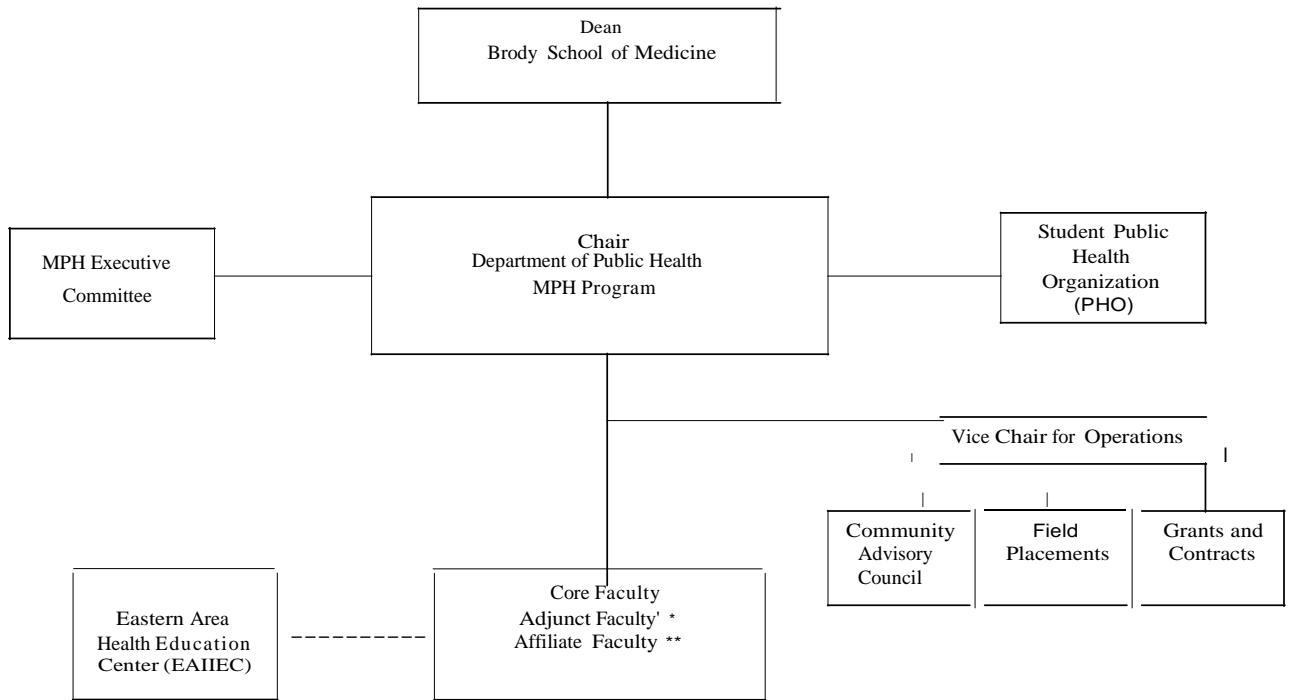 Dean
Brody School of Medicine
Chair
Department of Public Health
MPH Program
MPH Executive
Committee
Student Public
Health
Organization
(PHO)
Vice Chair for Operations
Community
Advisory
Council
Field
Placements
Grants and
Contracts
Eastern Area
Health Education
Center (EAIIEC)
Core Faculty
Adjunct Faculty' *
Affiliate Faculty **